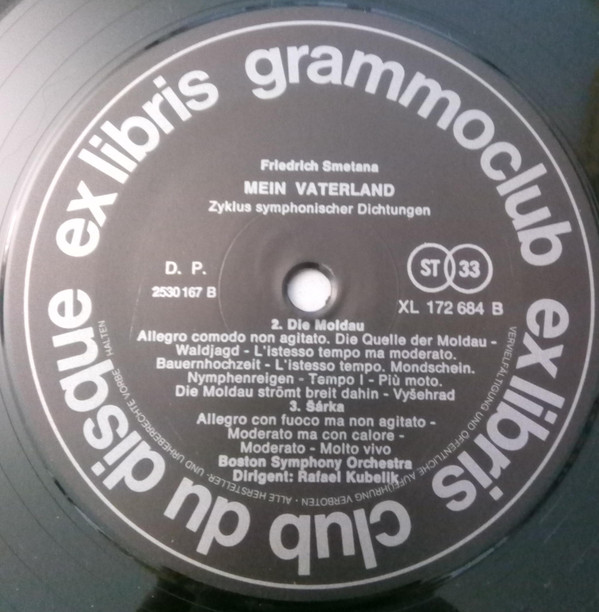 ex libris grammoclub ex libris club du disque
Friedrich Smetana
MEIN VATERLAND
Zyklus symphonischer Dichtungen
D. P.
2530 167 B
ST 33
XL 172 684 B
2. Die Moldau
Allegro comodo non agitato. Die Quelle der Moldau -
Waldjagd - L'istesso tempo ma moderato.
Bauernhochzeit - L'istesso tempo. Mondschein.
Nymphenreigen - Tempo I - Più moto.
Die Moldau strömt breit dahin - Vyšehrad
3. Šárka
Allegro con fuoco ma non agitato -
Moderato ma con calore -
Moderato - Molto vivo
Boston Symphony Orchestra
Dirigent: Rafael Kubelik
VERVIELFÄLTIGUNG UND ÖFFENTLICHE AUFFÜHRUNG VERBOTEN · ALLE HERSTELLER- UND URHEBERRECHTE VORBEHALTEN